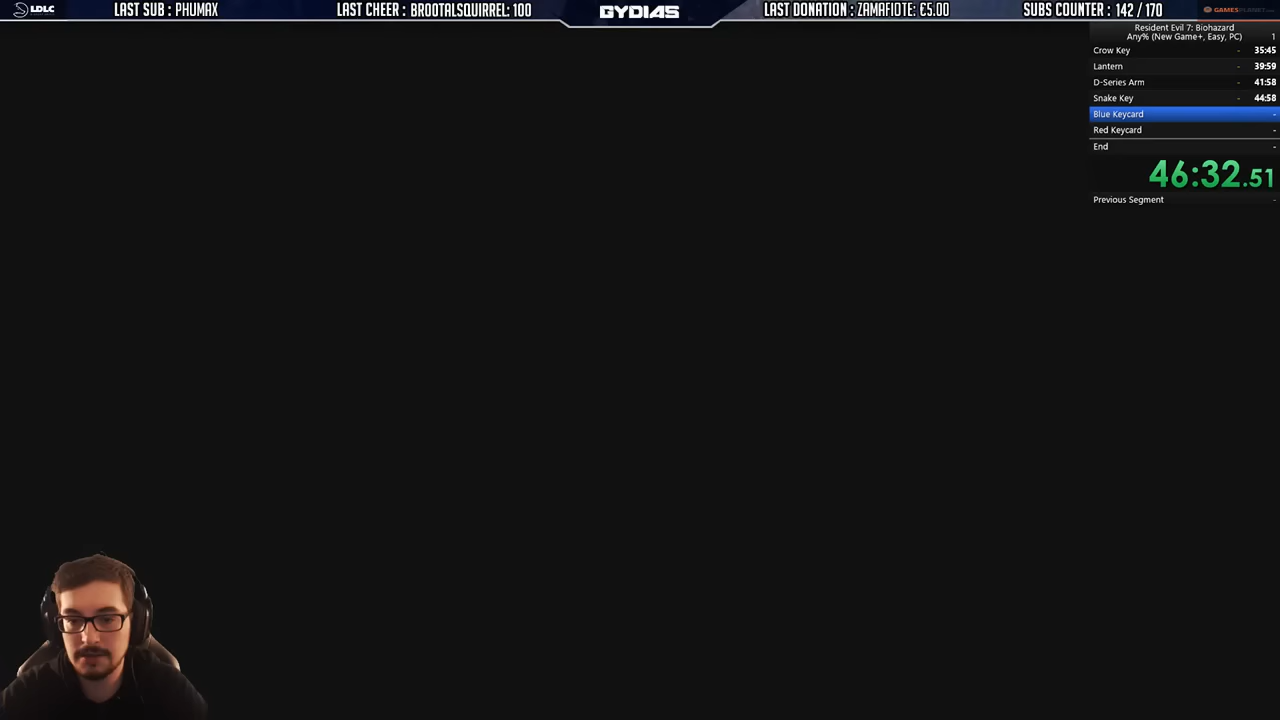 LDLC
LAST SUB : PHUMAX
LAST CHEER : BROOTALSQUIRREL: 100
GYDIAS
LAST DONATION : ZAMAFIOTE: €5.00
SUBS COUNTER : 142 / 170
GAMESPLANET.com
Resident Evil 7: Biohazard
Any% (New Game+, Easy, PC) 1
Crow Key - 35:45
Lantern - 39:59
D-Series Arm - 41:58
Snake Key - 44:58
Blue Keycard -
Red Keycard -
End -
46:32.51
Previous Segment -